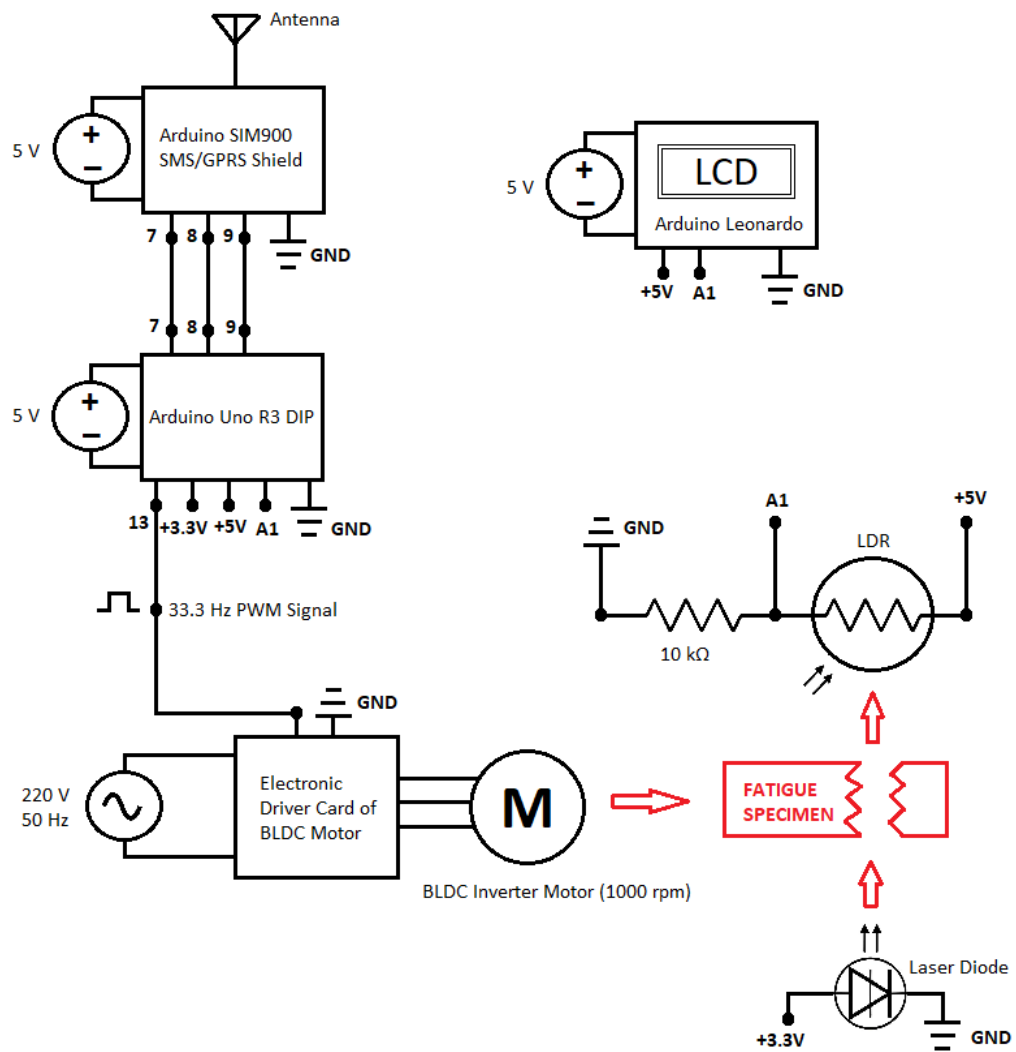 Antenna
Arduino SIM900
SMS/GPRS Shield
5 V
+
−
7
8
9
GND
7
8
9
Arduino Uno R3 DIP
5 V
+
−
13
+3.3V
+5V
A1
GND
33.3 Hz PWM Signal
GND
220 V
50 Hz
Electronic
Driver Card of
BLDC Motor
M
BLDC Inverter Motor (1000 rpm)
LCD
Arduino Leonardo
5 V
+
−
+5V
A1
GND
GND
A1
+5V
LDR
10 kΩ
FATIGUE
SPECIMEN
Laser Diode
+3.3V
GND